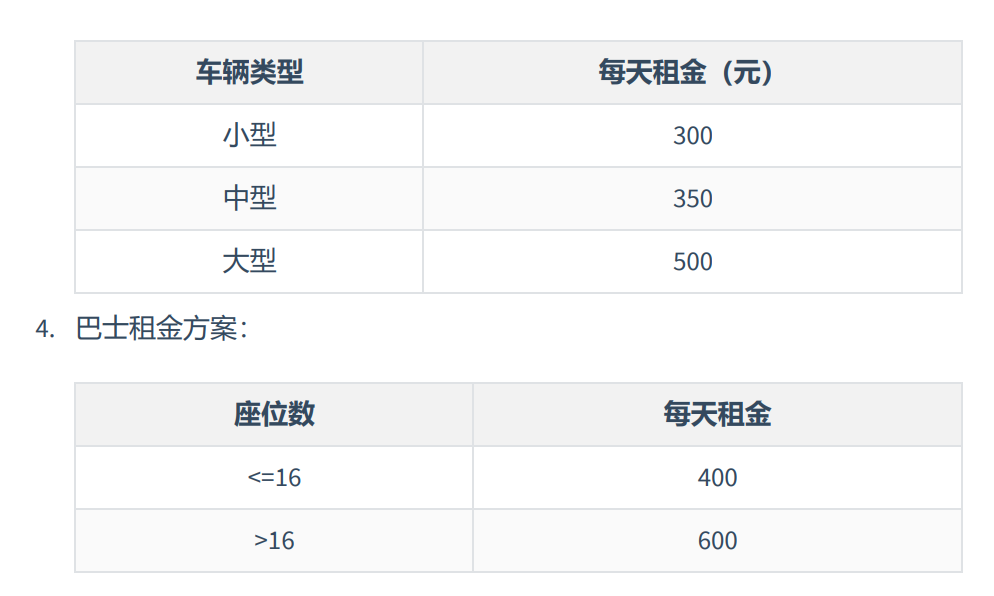 车辆类型 每天租金（元）
小型 300
中型 350
大型 500
4. 巴士租金方案：
座位数 每天租金
<=16 400
>16 600